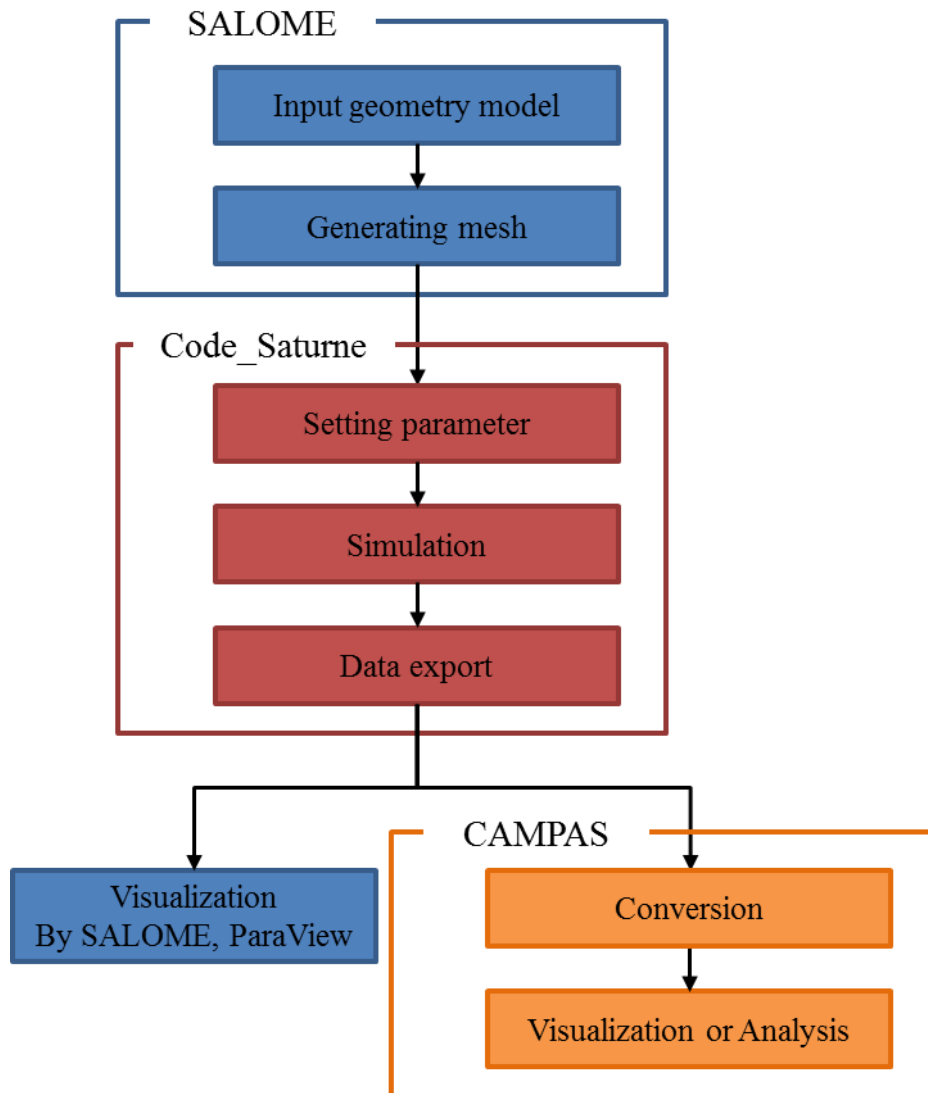 SALOME
Input geometry model
Generating mesh
Code_Saturne
Setting parameter
Simulation
Data export
Visualization
By SALOME, ParaView
CAMPAS
Conversion
Visualization or Analysis